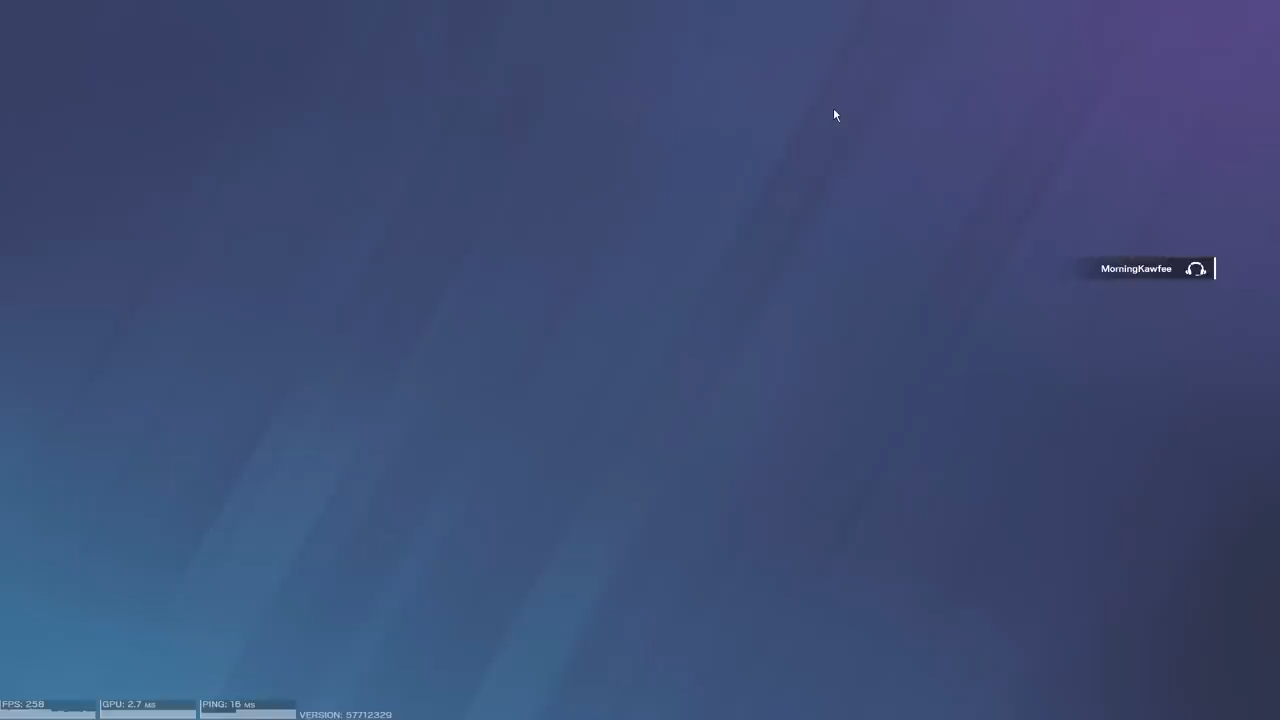 MorningKawfee
FPS: 258
GPU: 2.7 MS
PING: 16 MS
VERSION: 57712329